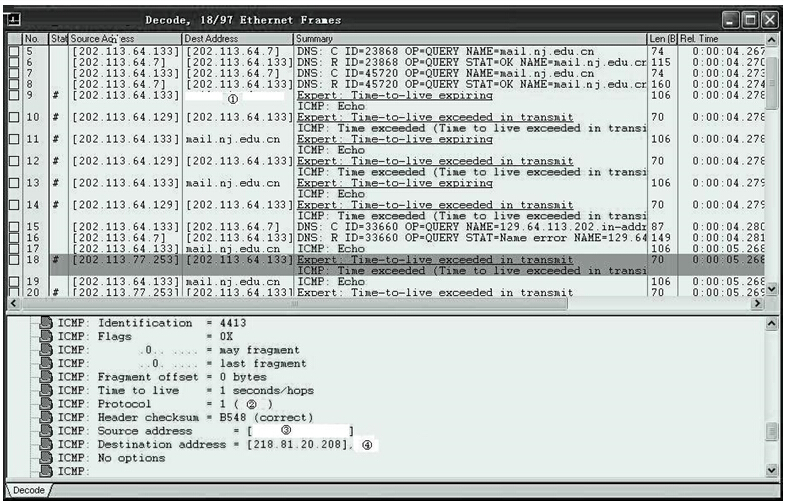 Decode, 18/97 Ethernet Frames
No. Stat Source Address Dest Address Summary Len (B) Rel. Time
5 [202.113.64.133] [202.113.64.7] DNS: C ID=23868 OP=QUERY NAME=mail.nj.edu.cn 74 0:00:04.267
6 [202.113.64.7] [202.113.64.133] DNS: R ID=23868 OP=QUERY STAT=OK NAME=mail.nj.edu.cr 115 0:00:04.270
7 [202.113.64.133] [202.113.64.7] DNS: C ID=45720 OP=QUERY NAME=mail.nj.edu.cn 74 0:00:04.273
8 [202.113.64.7] [202.113.64.133] DNS: R ID=45720 OP=QUERY STAT=OK NAME=mail.nj.edu.cr 160 0:00:04.274
9 # [202.113.64.133] ① Expert: Time-to-live expiring 106 0:00:04.278
ICMP: Echo
10 # [202.113.64.129] [202.113.64.133] Expert: Time-to-live exceeded in transmit 70 0:00:04.278
ICMP: Time exceeded (Time to live exceeded in transi
11 # [202.113.64.133] mail.nj.edu.cn Expert: Time-to-live expiring 106 0:00:04.278
ICMP: Echo
12 # [202.113.64.129] [202.113.64.133] Expert: Time-to-live exceeded in transmit 70 0:00:04.278
ICMP: Time exceeded (Time to live exceeded in transi
13 # [202.113.64.133] mail.nj.edu.cn Expert: Time-to-live expiring 106 0:00:04.279
ICMP: Echo
14 # [202.113.64.129] [202.113.64.133] Expert: Time-to-live exceeded in transmit 70 0:00:04.279
ICMP: Time exceeded (Time to live exceeded in transi
15 [202.113.64.133] [202.113.64.7] DNS: C ID=33660 OP=QUERY NAME=129.64.113.202.in-addr 87 0:00:04.280
16 [202.113.64.7] [202.113.64.133] DNS: R ID=33660 OP=QUERY STAT=Name error NAME=129.64 149 0:00:04.281
17 [202.113.64.133] mail.nj.edu.cn ICMP: Echo 106 0:00:05.268
18 # [202.113.77.253] [202.113.64.133] Expert: Time-to-live exceeded in transmit 70 0:00:05.268
ICMP: Time exceeded (Time to live exceeded in transi
19 [202.113.64.133] mail.nj.edu.cn ICMP: Echo 106 0:00:05.268
20 # [202.113.77.253] [202.113.64.133] Expert: Time-to-live exceeded in transmit 70 0:00:05.269
ICMP: Identification = 4413
ICMP: Flags = 0X
ICMP: .0.. .... = may fragment
ICMP: ..0. .... = last fragment
ICMP: Fragment offset = 0 bytes
ICMP: Time to live = 1 seconds/hops
ICMP: Protocol = 1 ( ② )
ICMP: Header checksum = B548 (correct)
ICMP: Source address = [ ③ ]
ICMP: Destination address = [218.81.20.208], ④
ICMP: No options
ICMP:
Decode